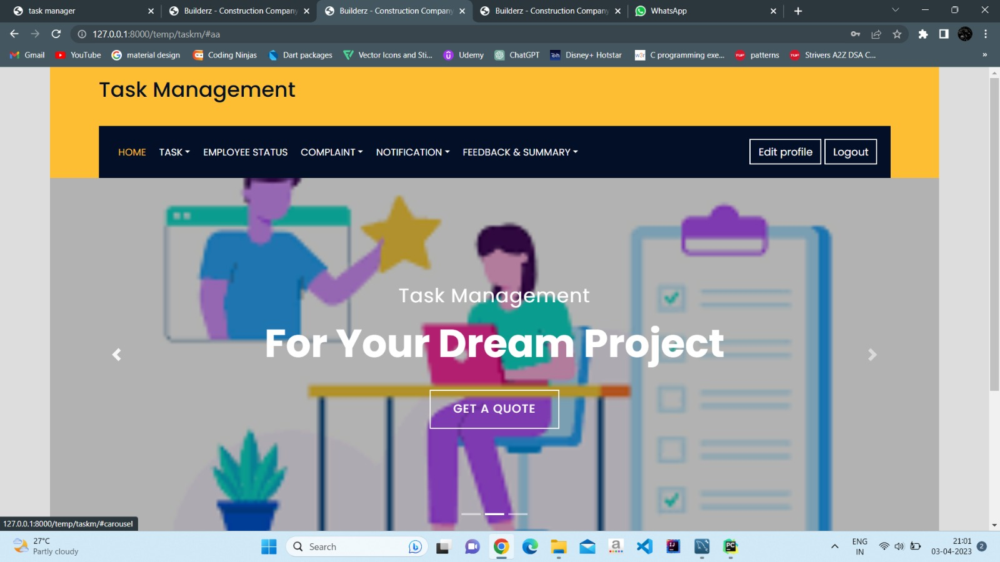 task manager
Builderz - Construction Company
Builderz - Construction Company
Builderz - Construction Company
WhatsApp
127.0.0.1:8000/temp/taskm/#aa
Gmail YouTube material design Coding Ninjas Dart packages Vector Icons and Sti... Udemy ChatGPT Disney+ Hotstar C programming exe... patterns Strivers A2Z DSA C... »
Task Management
HOME TASK EMPLOYEE STATUS COMPLAINT NOTIFICATION FEEDBACK & SUMMARY Edit profile Logout
Task Management
For Your Dream Project
GET A QUOTE
127.0.0.1:8000/temp/taskm/#carousel
27°C
Partly cloudy
Search
ENG
IN
21:01
03-04-2023
2